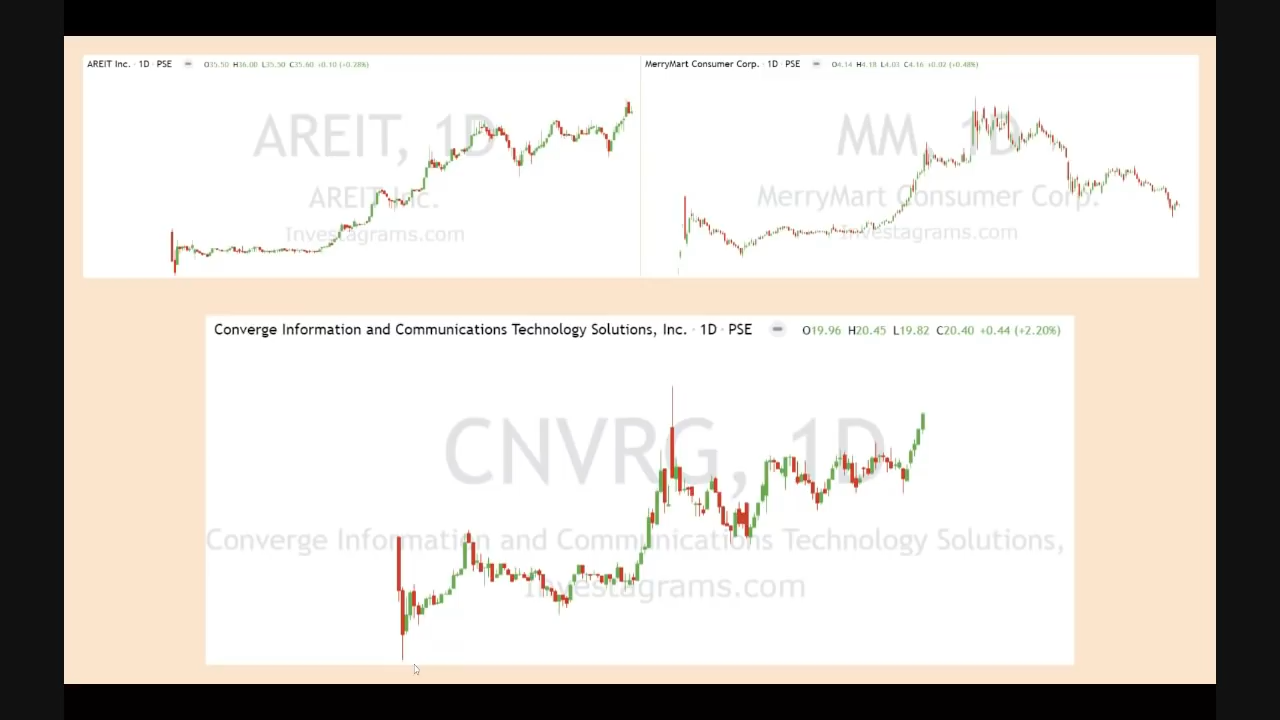 AREIT Inc. · 1D · PSE O35.50 H36.00 L35.50 C35.60 +0.10 (+0.28%)
AREIT, 1D
AREIT Inc.
Investagrams.com
MerryMart Consumer Corp. · 1D · PSE O4.14 H4.18 L4.03 C4.16 +0.02 (+0.48%)
MM, 1D
MerryMart Consumer Corp.
Investagrams.com
Converge Information and Communications Technology Solutions, Inc. · 1D · PSE O19.96 H20.45 L19.82 C20.40 +0.44 (+2.20%)
CNVRG, 1D
Converge Information and Communications Technology Solutions,
Investagrams.com